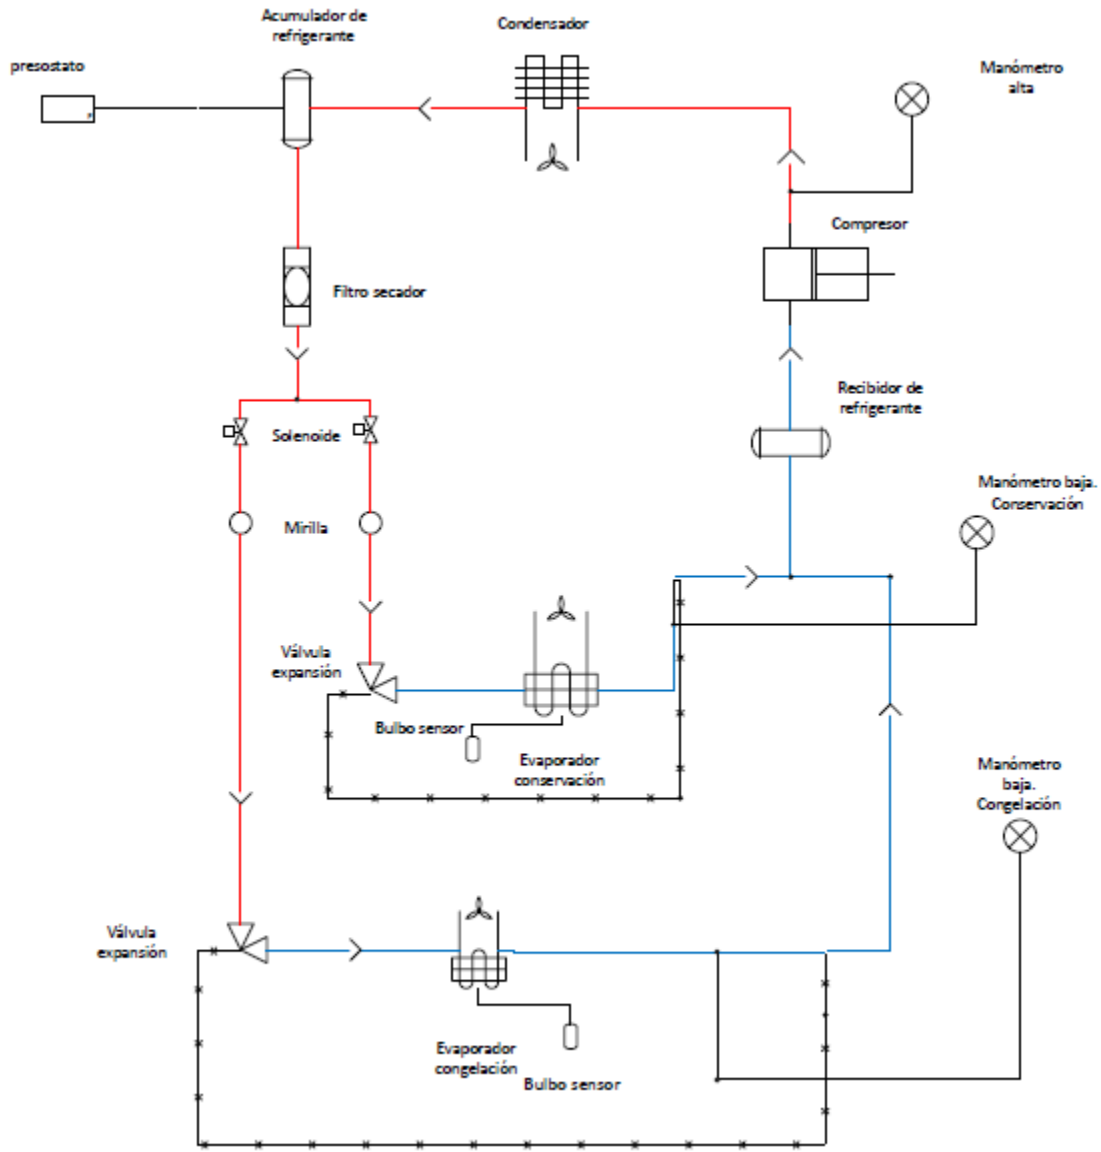 Acumulador de
refrigerante
Condensador
presostato
Manómetro
alta
Compresor
Filtro secador
Recibidor de
refrigerante
Solenoide
Manómetro baja.
Conservación
Mirilla
Válvula
expansión
Bulbo sensor
Evaporador
conservación
Manómetro
baja.
Congelación
Válvula
expansión
Evaporador
congelación
Bulbo sensor